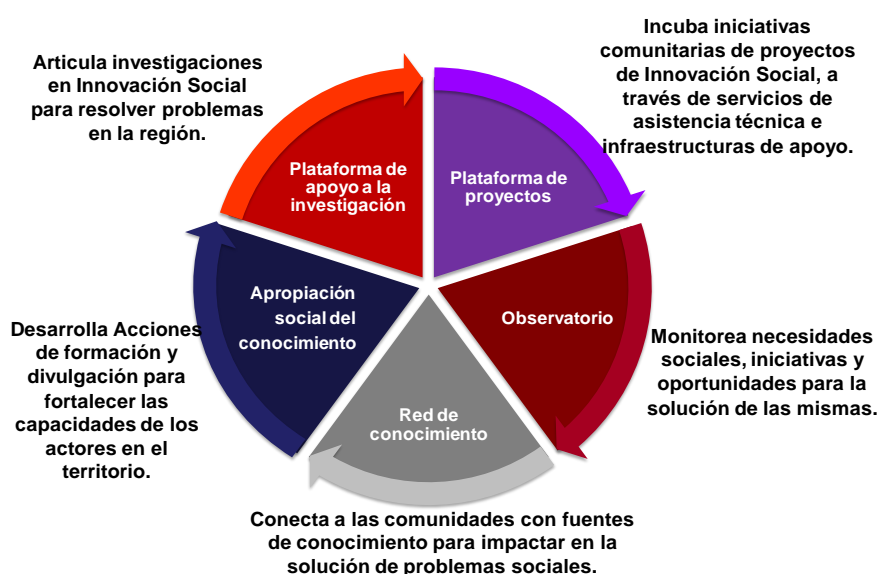 Incuba iniciativas
comunitarias de proyectos
de Innovación Social, a
través de servicios de
asistencia técnica e
infraestructuras de apoyo.
Articula investigaciones
en Innovación Social
para resolver problemas
en la región.
Plataforma de
apoyo a la
investigación
Plataforma de
proyectos
Apropiación
social del
conocimiento
Observatorio
Red de
conocimiento
Desarrolla Acciones
de formación y
divulgación para
fortalecer las
capacidades de los
actores en el
territorio.
Monitorea necesidades
sociales, iniciativas y
oportunidades para la
solución de las mismas.
Conecta a las comunidades con fuentes
de conocimiento para impactar en la
solución de problemas sociales.